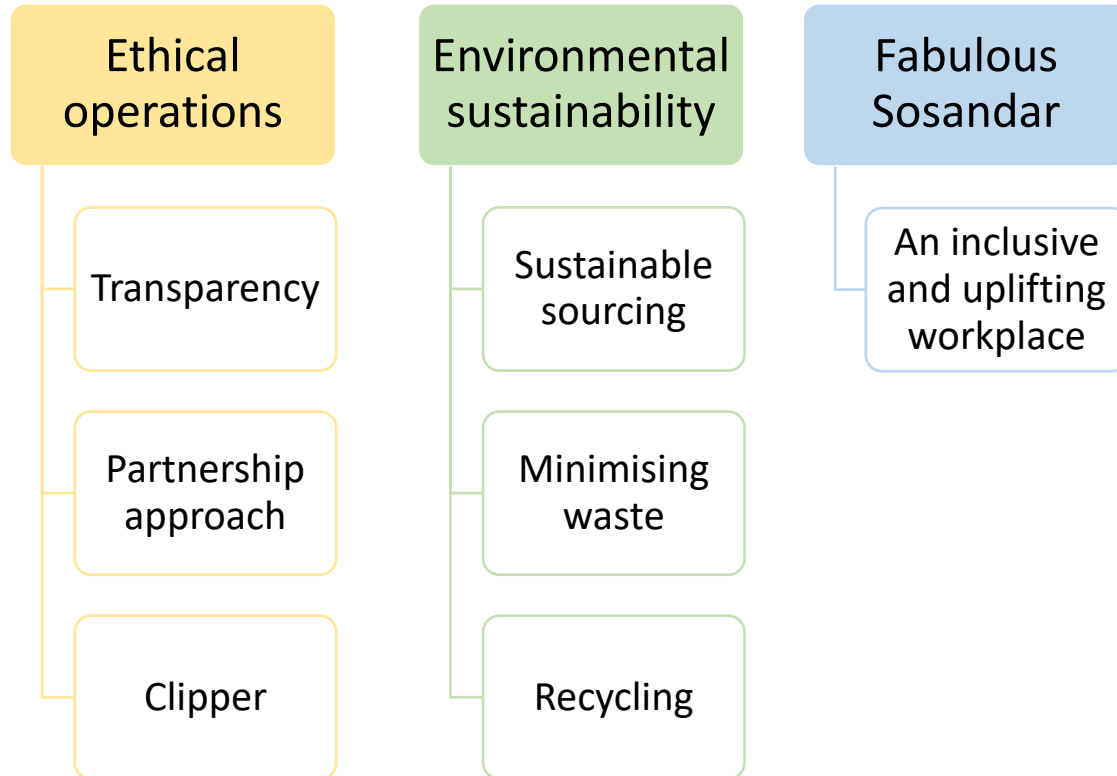 Ethical
operations
Transparency
Partnership
approach
Clipper
Environmental
sustainability
Sustainable
sourcing
Minimising
waste
Recycling
Fabulous
Sosandar
An inclusive
and uplifting
workplace